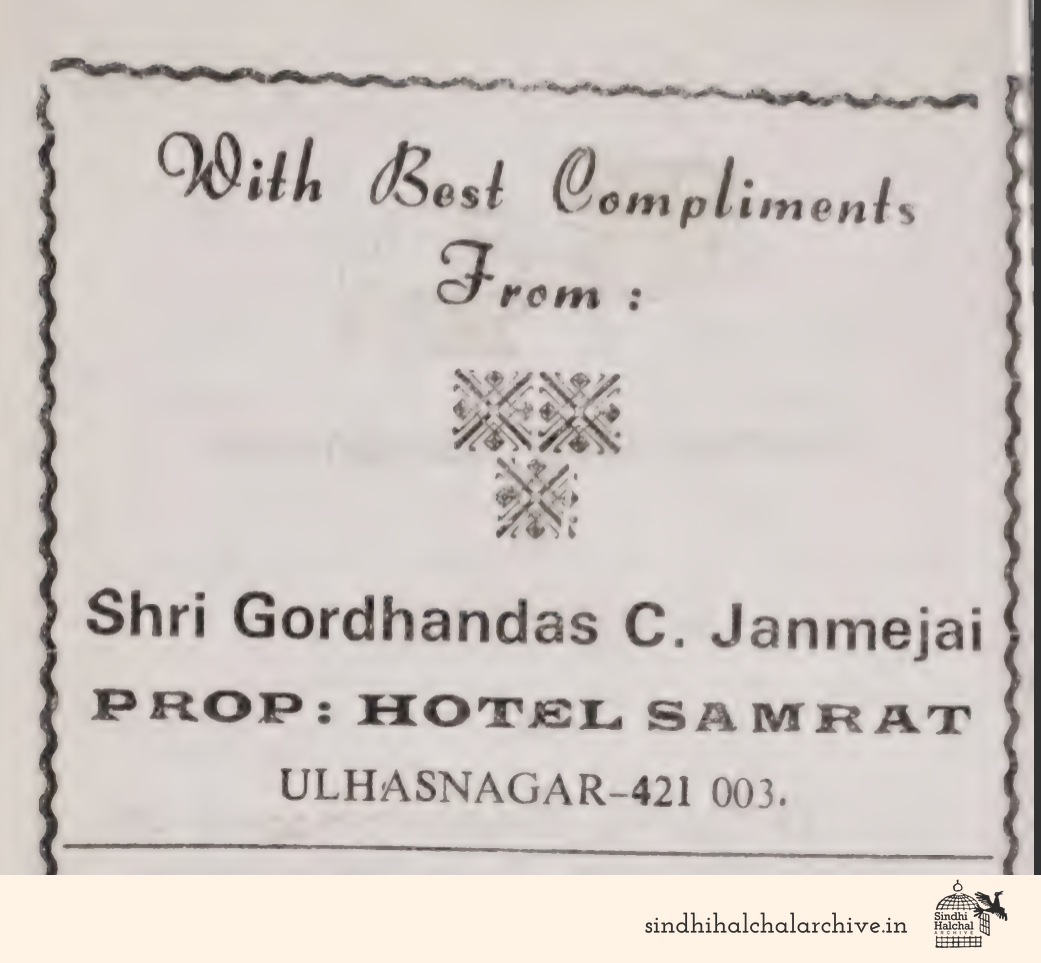 With Best Compliments
From :
Shri Gordhandas C. Janmejai
PROP: HOTEL SAMRAT
ULHASNAGAR-421 003.
sindhihalchalarchive.in
Sindhi
Halchal
ARCHIVE